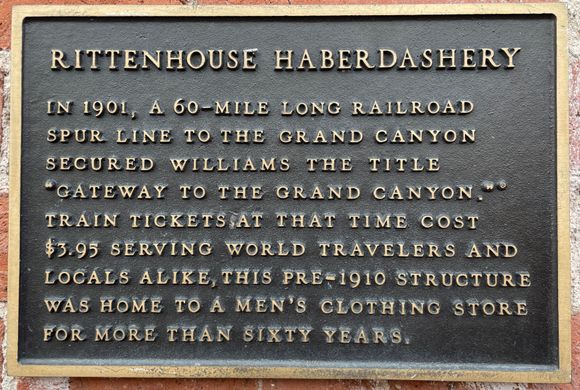 RITTENHOUSE HABERDASHERY
IN 1901, A 60-MILE LONG RAILROAD
SPUR LINE TO THE GRAND CANYON
SECURED WILLIAMS THE TITLE
"GATEWAY TO THE GRAND CANYON."®
TRAIN TICKETS AT THAT TIME COST
$3.95 SERVING WORLD TRAVELERS AND
LOCALS ALIKE, THIS PRE-1910 STRUCTURE
WAS HOME TO A MEN'S CLOTHING STORE
FOR MORE THAN SIXTY YEARS.